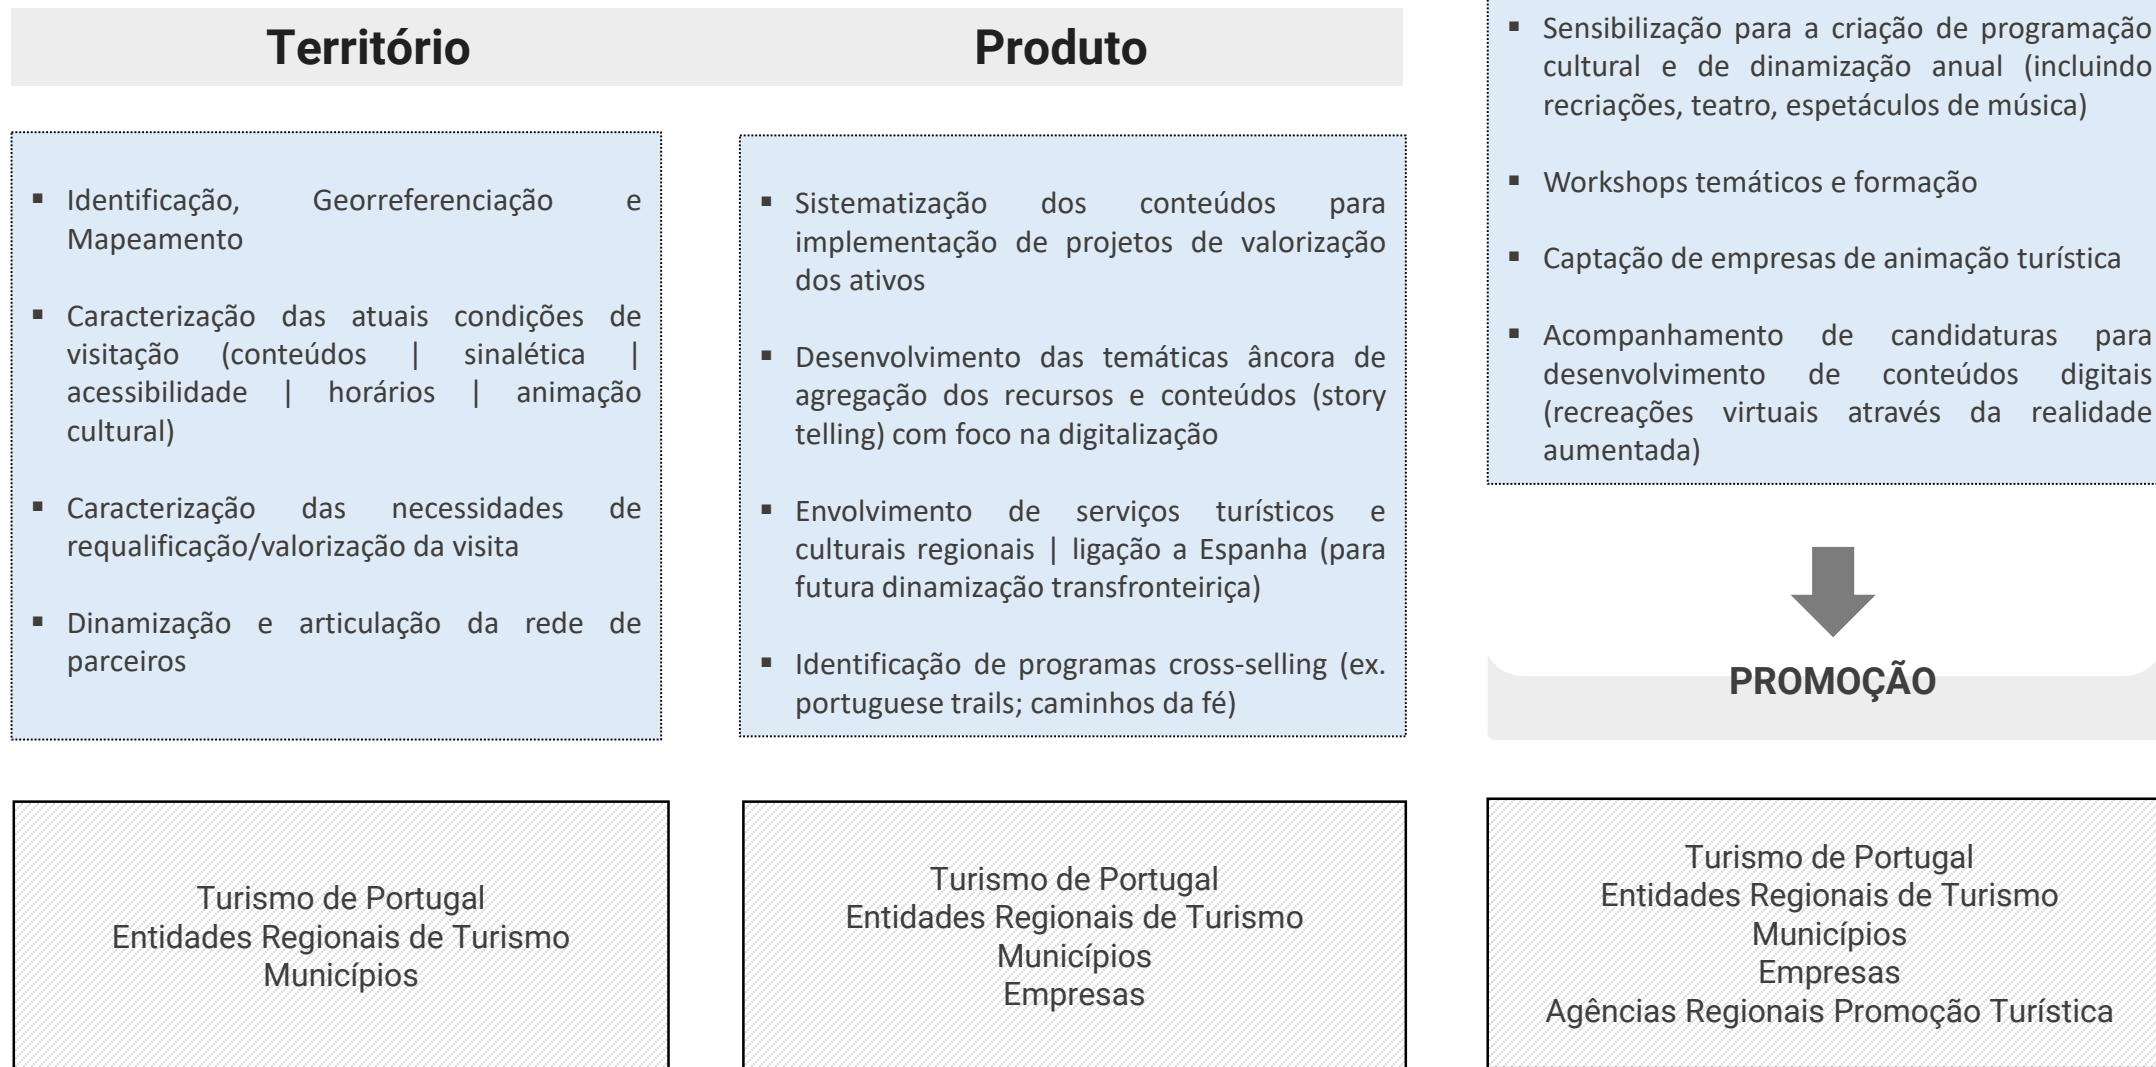 Território
Identificação, Georreferenciação e
Mapeamento
Caracterização das atuais condições de
visitação (conteúdos | sinalética |
acessibilidade | horários | animação
cultural)
Caracterização das necessidades de
requalificação/valorização da visita
Dinamização e articulação da rede de
parceiros
Turismo de Portugal
Entidades Regionais de Turismo
Municípios
Produto
Sistematização dos conteúdos para
implementação de projetos de valorização
dos ativos
Desenvolvimento das temáticas âncora de
agregação dos recursos e conteúdos (story
telling) com foco na digitalização
Envolvimento de serviços turísticos e
culturais regionais | ligação a Espanha (para
futura dinamização transfronteiriça)
Identificação de programas cross-selling (ex.
portuguese trails; caminhos da fé)
Turismo de Portugal
Entidades Regionais de Turismo
Municípios
Empresas
Sensibilização para a criação de programação
cultural e de dinamização anual (incluindo
recriações, teatro, espetáculos de música)
Workshops temáticos e formação
Captação de empresas de animação turística
Acompanhamento de candidaturas para
desenvolvimento de conteúdos digitais
(recreações virtuais através da realidade
aumentada)
PROMOÇÃO
Turismo de Portugal
Entidades Regionais de Turismo
Municípios
Empresas
Agências Regionais Promoção Turística